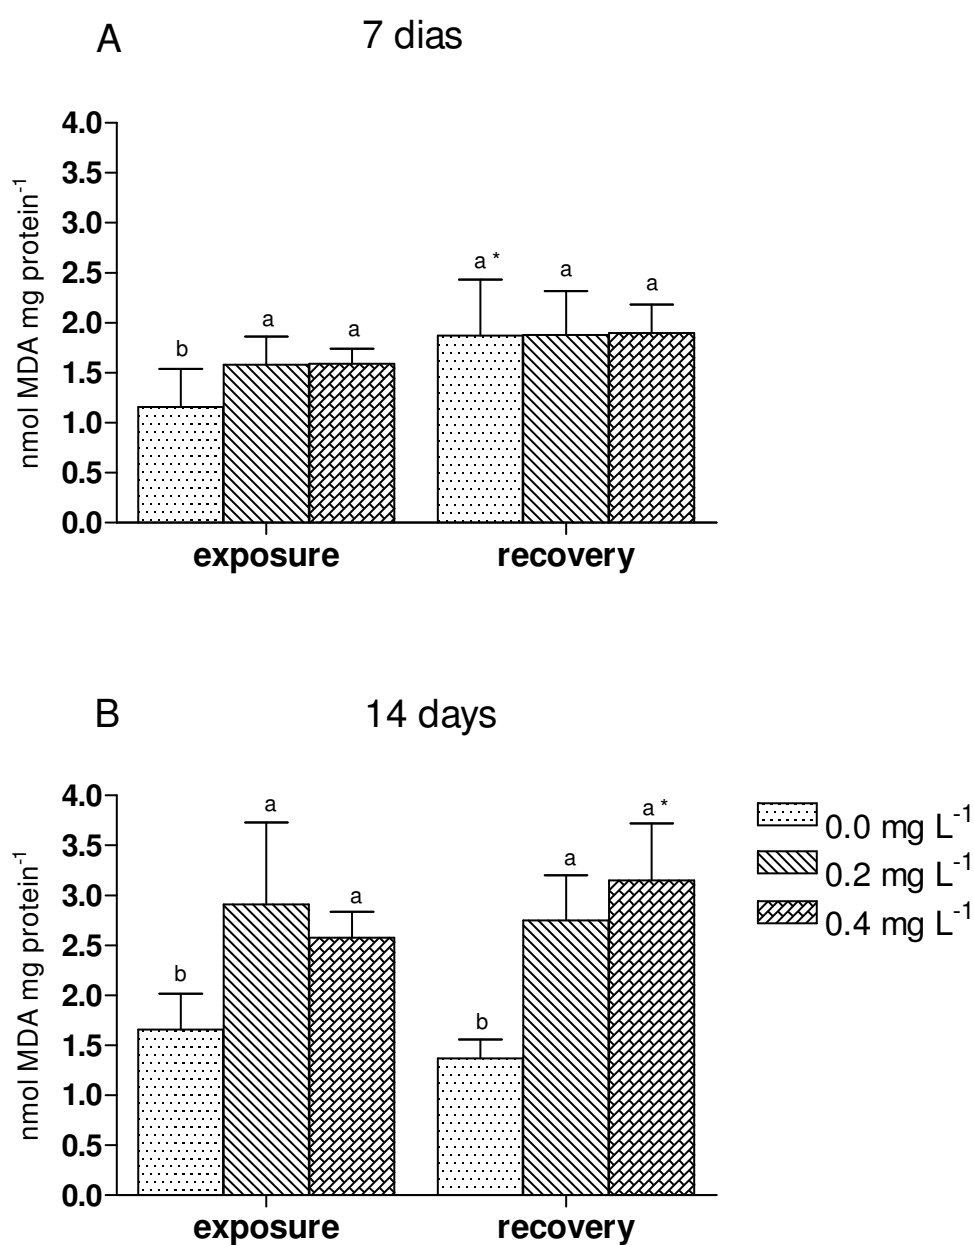 A
7 dias
nmol MDA mg protein-1
4.0
3.5
3.0
2.5
2.0
1.5
1.0
0.5
0.0
b
a
a
a *
a
a
exposure
recovery
B
14 days
nmol MDA mg protein-1
4.0
3.5
3.0
2.5
2.0
1.5
1.0
0.5
0.0
b
a
a
b
a
a *
exposure
recovery
0.0 mg L-1
0.2 mg L-1
0.4 mg L-1